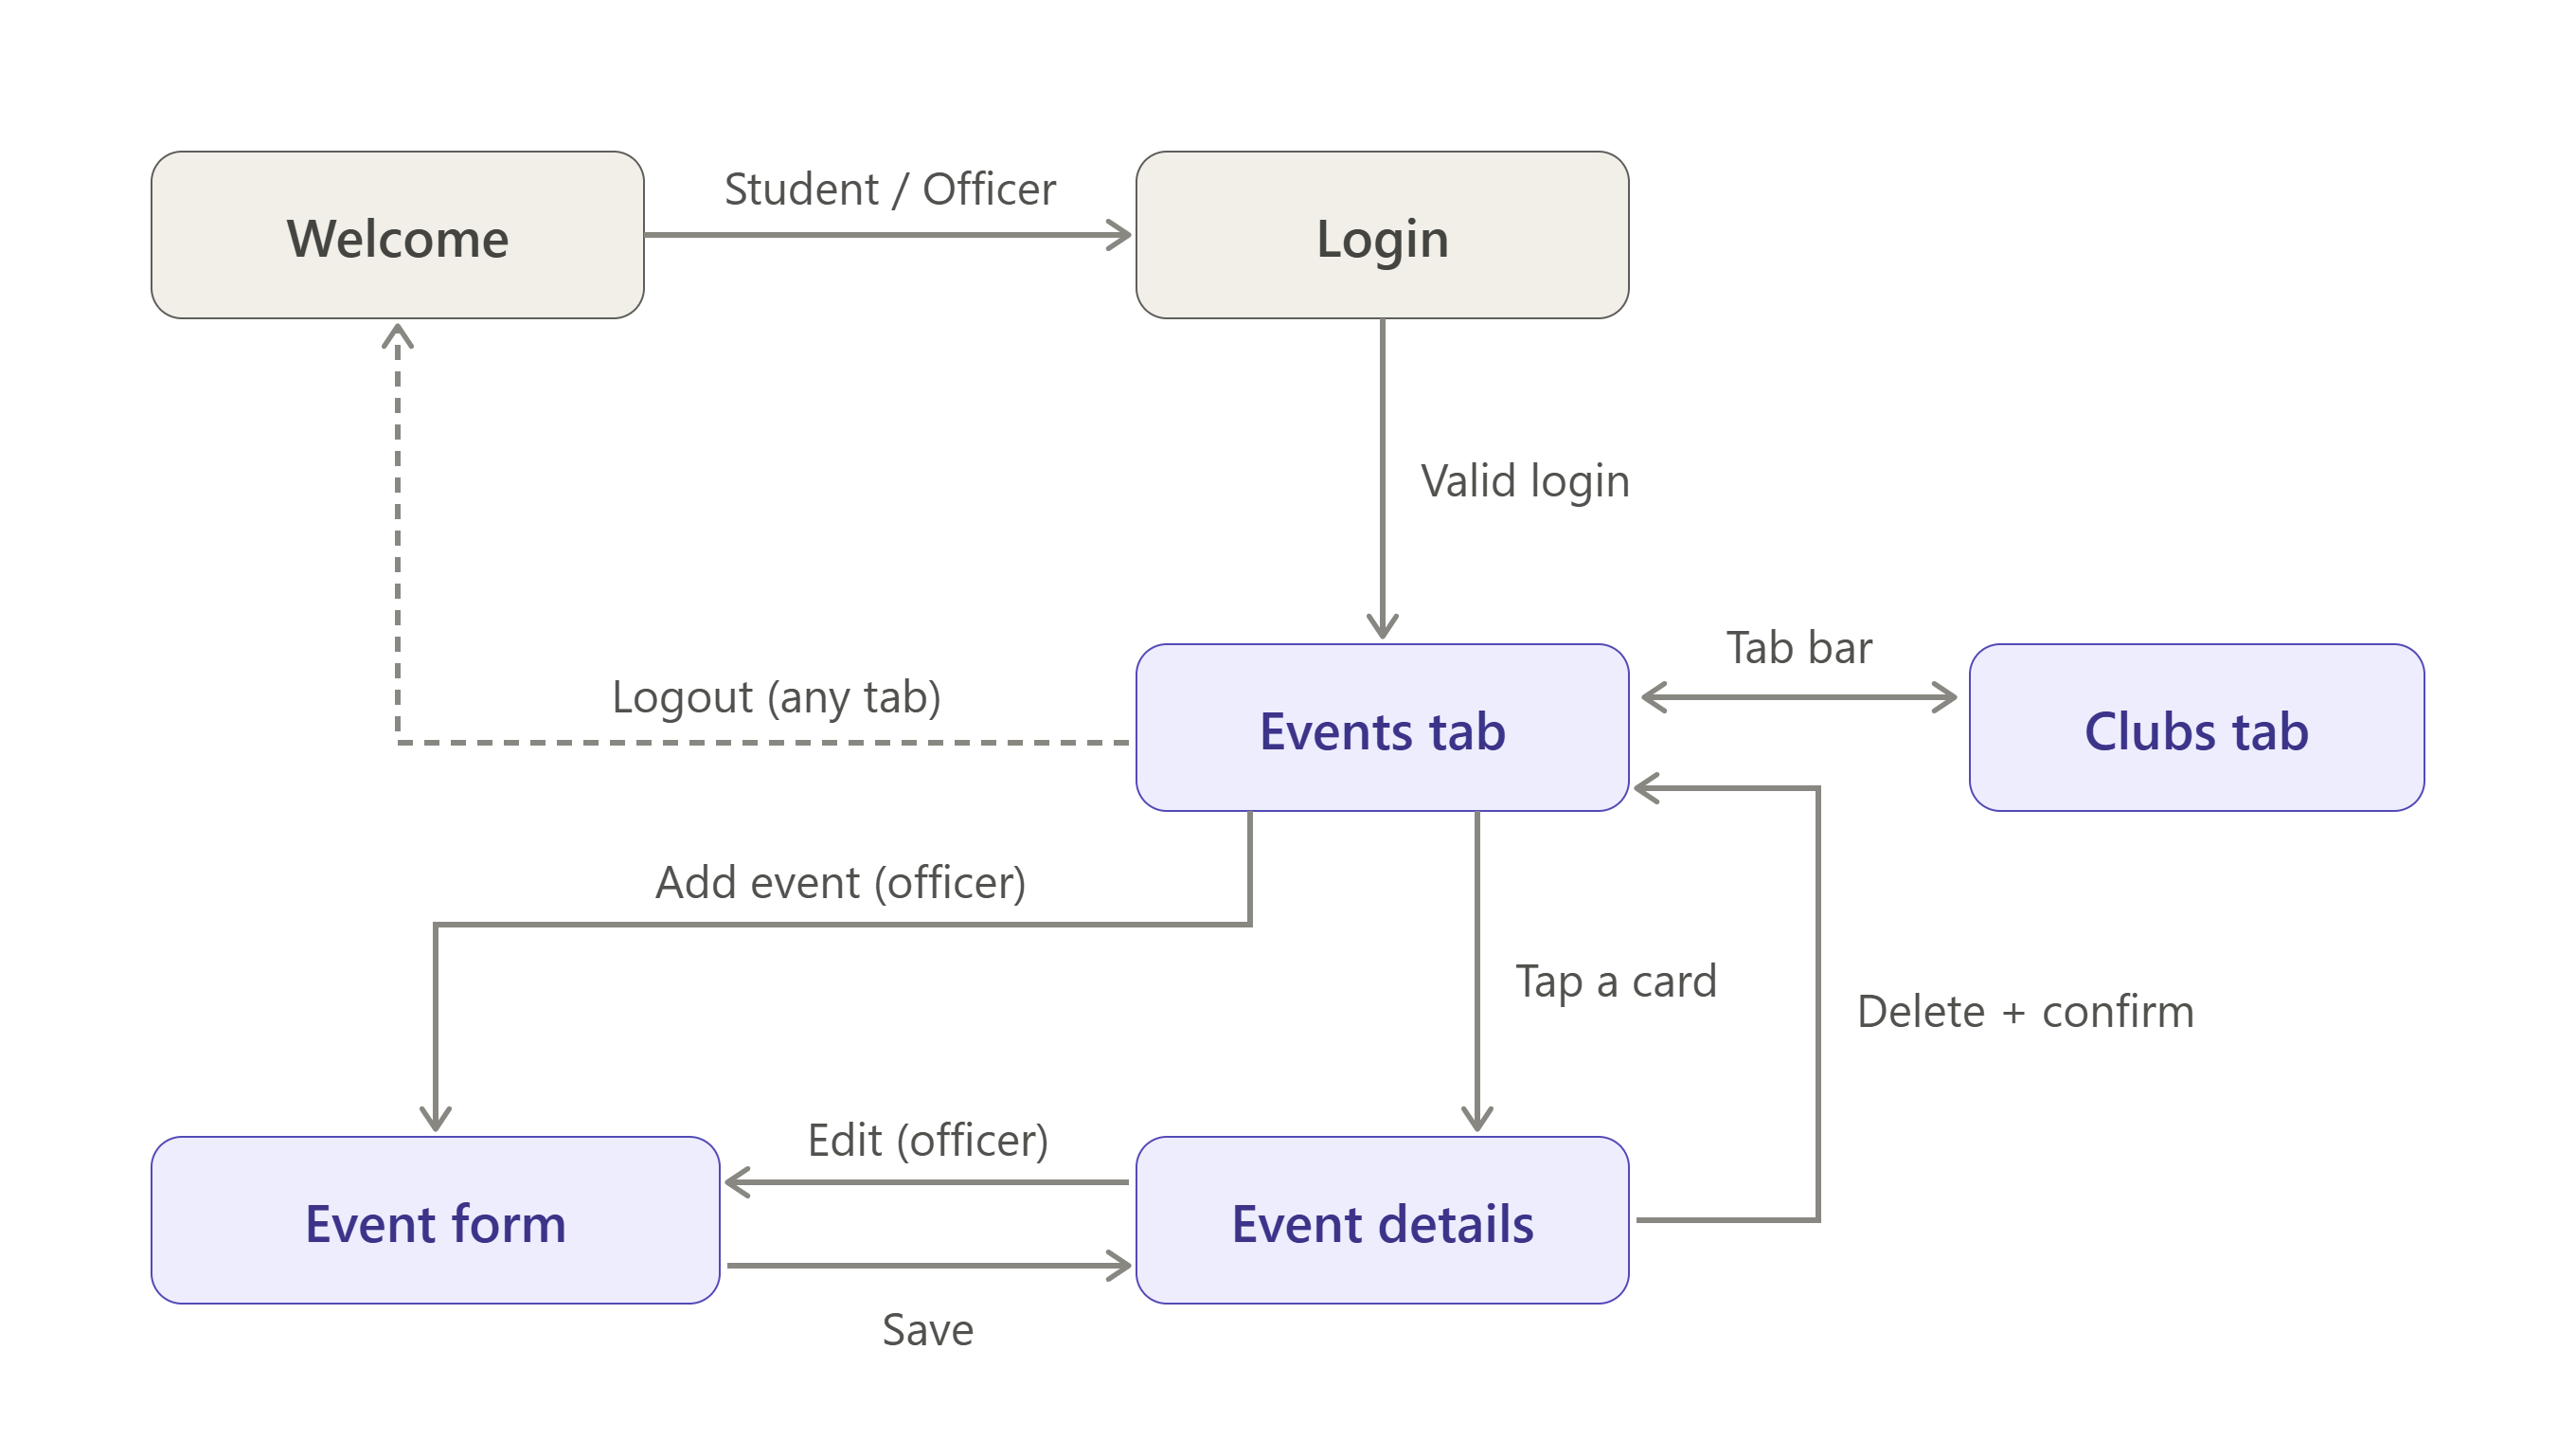 Student / Officer
Welcome
Login
Valid login
Tab bar
Logout (any tab)
Events tab
Clubs tab
Add event (officer)
Tap a card
Delete + confirm
Edit (officer)
Event form
Event details
Save